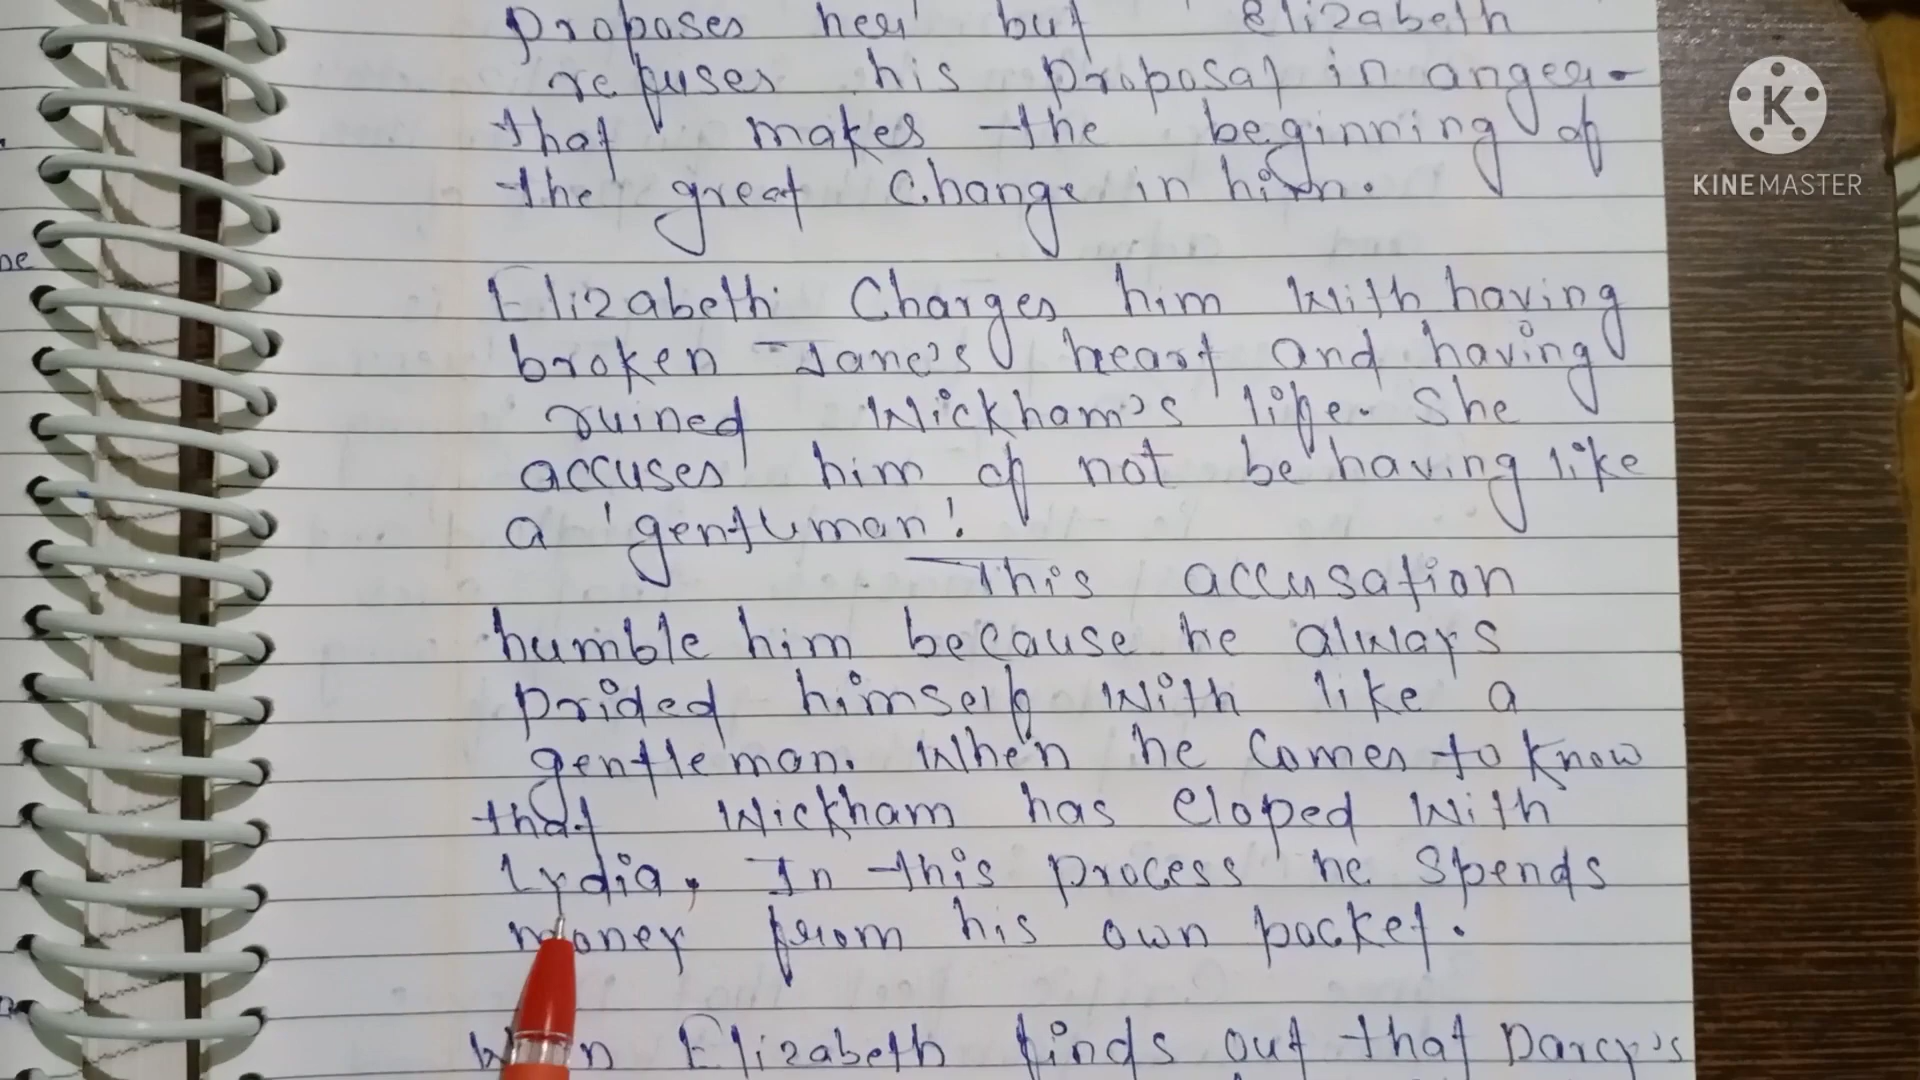 proposes her but Elizabeth
refuses his proposal in anger-
that makes the beginning of
the great change in him.
Elizabeth Charges him with having
broken Jane's heart and having
ruined Wickham's life. She
accuses him of not behaving like
a 'gentleman'.
This accusation
humble him because he always
prided himself with like a
gentleman. When he Comes to know
that Wickham has eloped with
Lydia, In this process he spends
money from his own pocket.
Elizabeth finds out that Darcy's
K
KINEMASTER